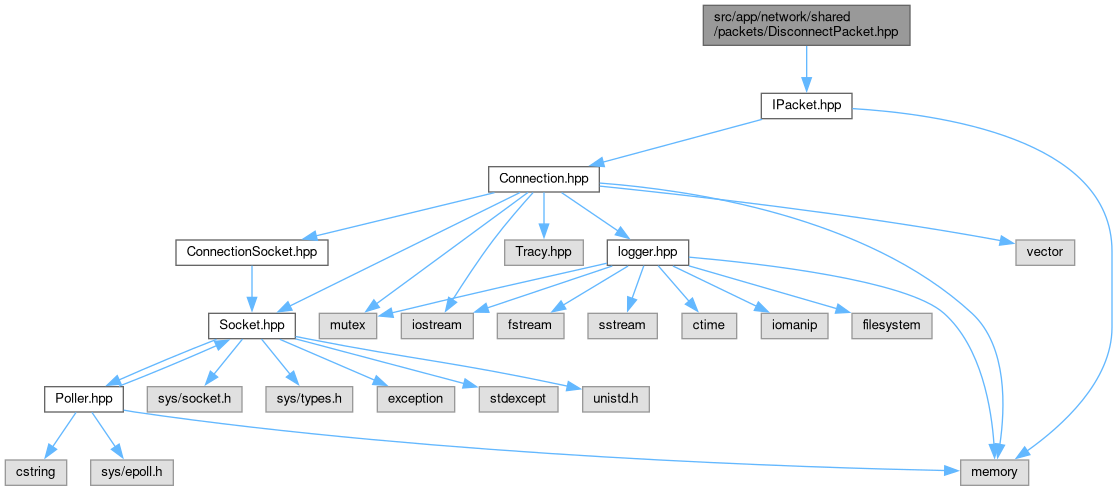 src/app/network/shared
/packets/DisconnectPacket.hpp
IPacket.hpp
Connection.hpp
ConnectionSocket.hpp
Tracy.hpp
logger.hpp
vector
Socket.hpp
mutex
iostream
fstream
sstream
ctime
iomanip
filesystem
Poller.hpp
sys/socket.h
sys/types.h
exception
stdexcept
unistd.h
cstring
sys/epoll.h
memory